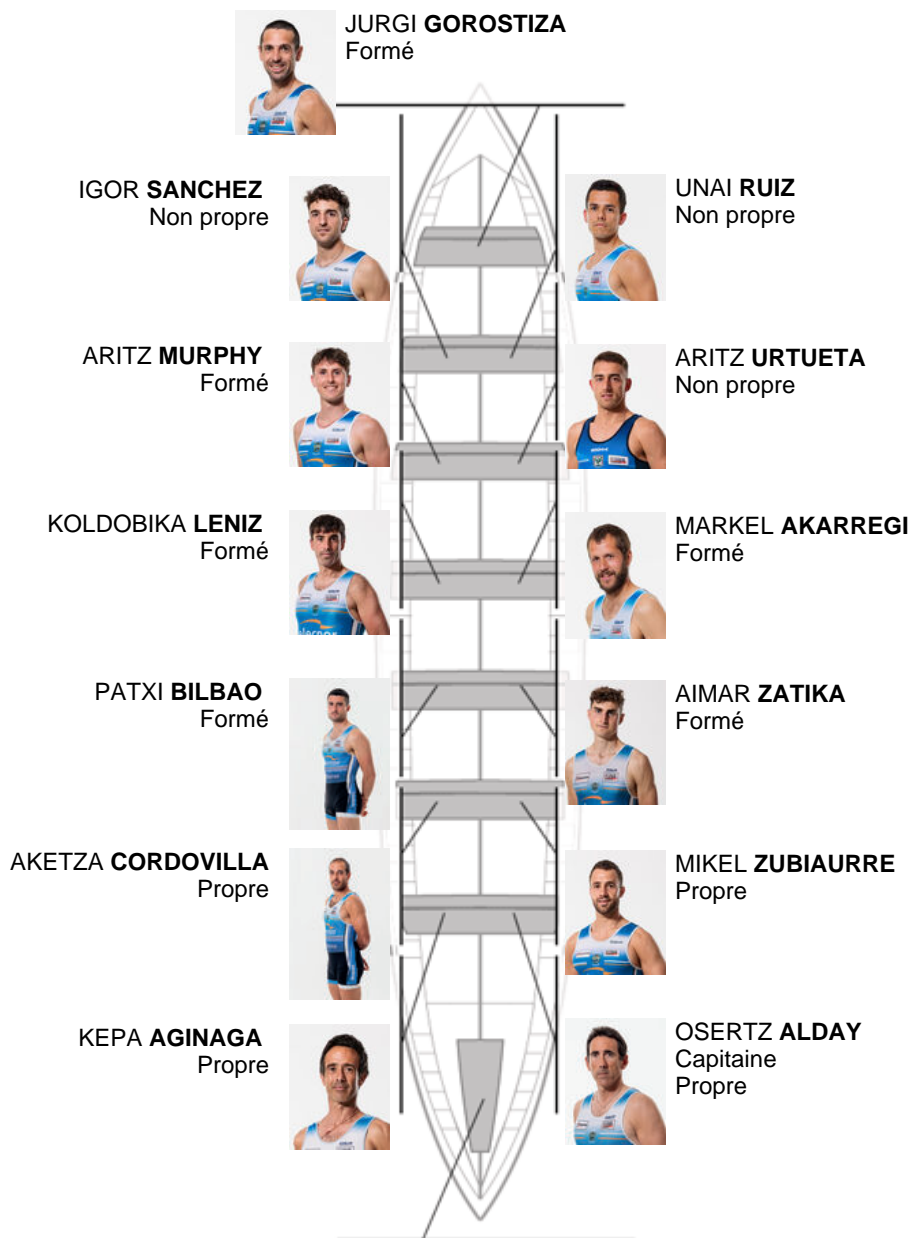 JURGI GOROSTIZA
Formé
IGOR SANCHEZ
Non propre
UNAI RUIZ
Non propre
ARITZ MURPHY
Formé
ARITZ URTUETA
Non propre
KOLDOBIKA LENIZ
Formé
MARKEL AKARREGI
Formé
PATXI BILBAO
Formé
AIMAR ZATIKA
Formé
AKETZA CORDOVILLA
Propre
MIKEL ZUBIAURRE
Propre
KEPA AGINAGA
Propre
OSERTZ ALDAY
Capitaine
Propre